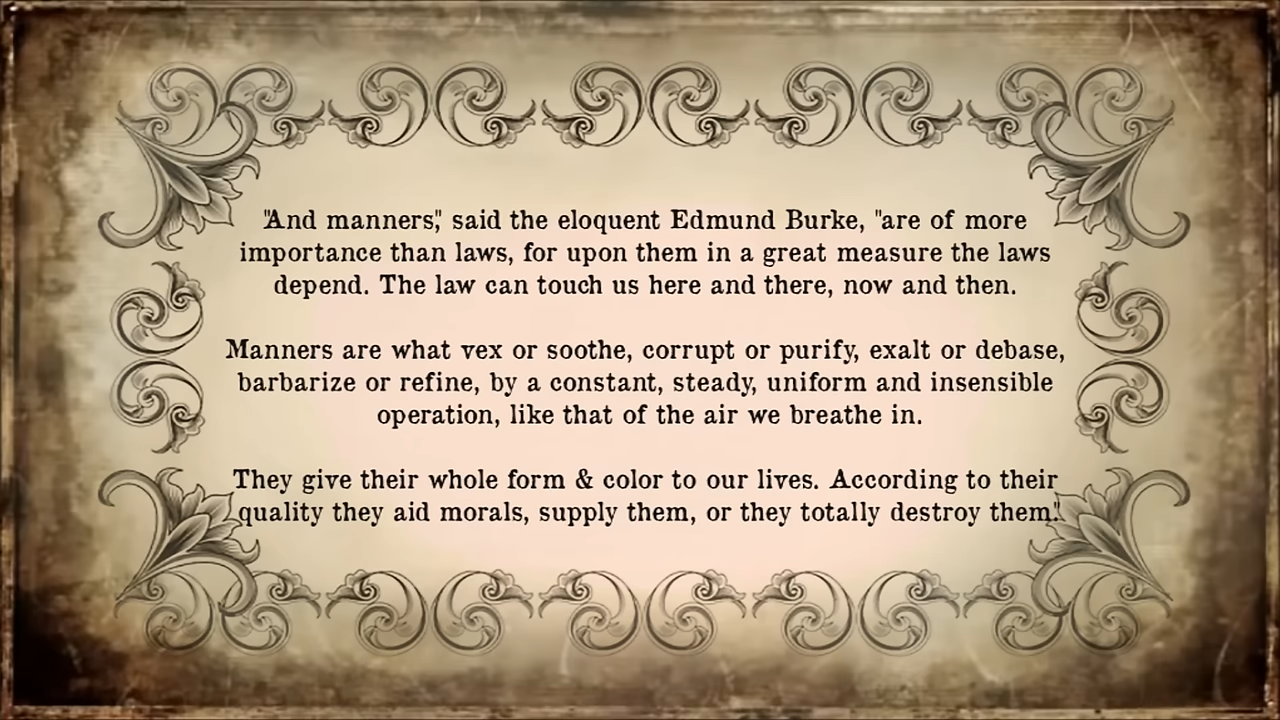 "And manners," said the eloquent Edmund Burke, "are of more
importance than laws, for upon them in a great measure the laws
depend. The law can touch us here and there, now and then.
Manners are what vex or soothe, corrupt or purify, exalt or debase,
barbarize or refine, by a constant, steady, uniform and insensible
operation, like that of the air we breathe in.
They give their whole form & color to our lives. According to their
quality they aid morals, supply them, or they totally destroy them."